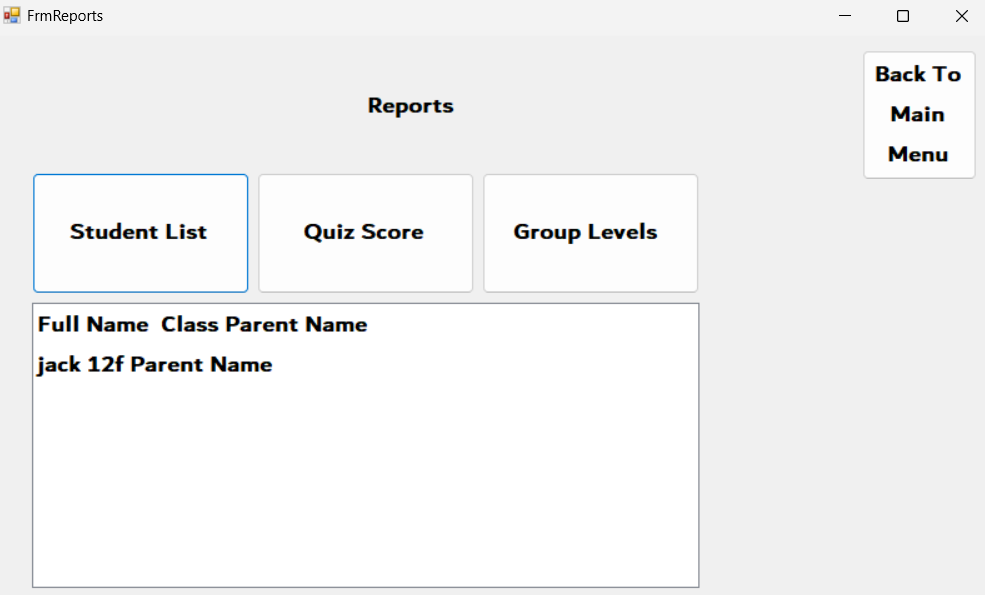 FrmReports
Back To
Main
Menu
Reports
Student List
Quiz Score
Group Levels
Full Name  Class Parent Name
jack 12f Parent Name